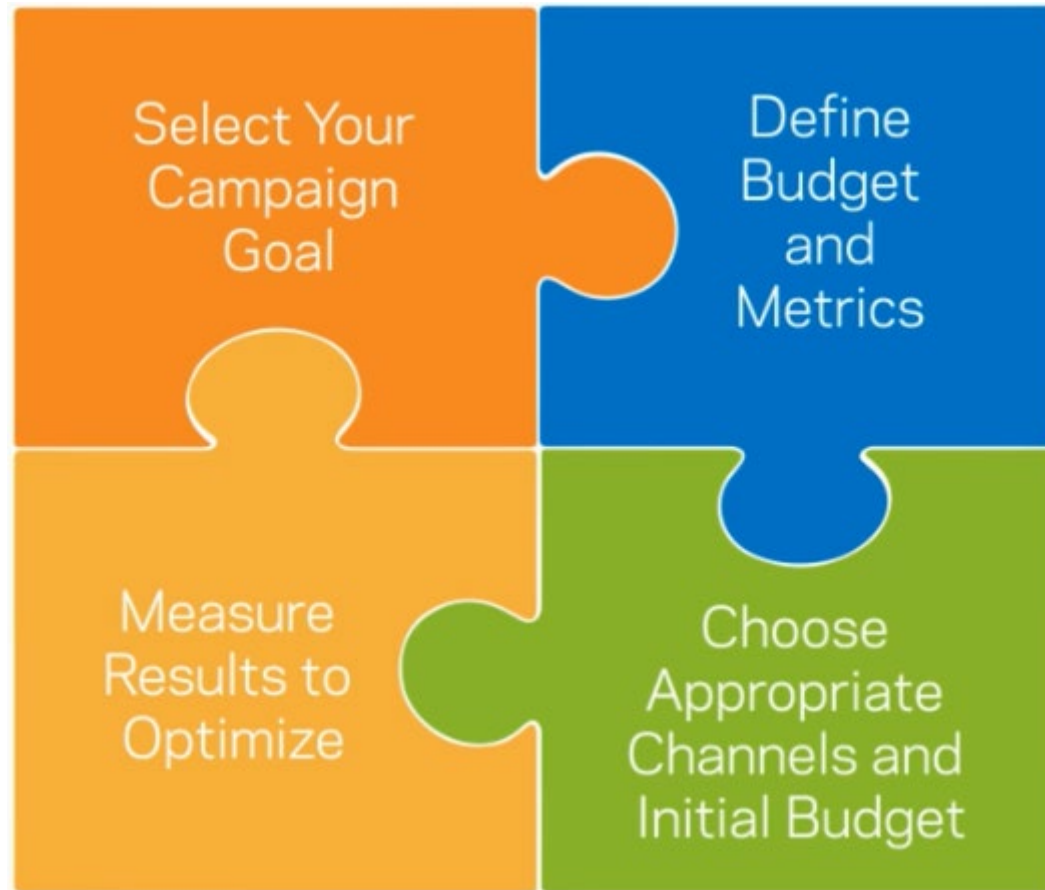 Select Your
Campaign
Goal
Define
Budget
and
Metrics
Measure
Results to
Optimize
Choose
Appropriate
Channels and
Initial Budget